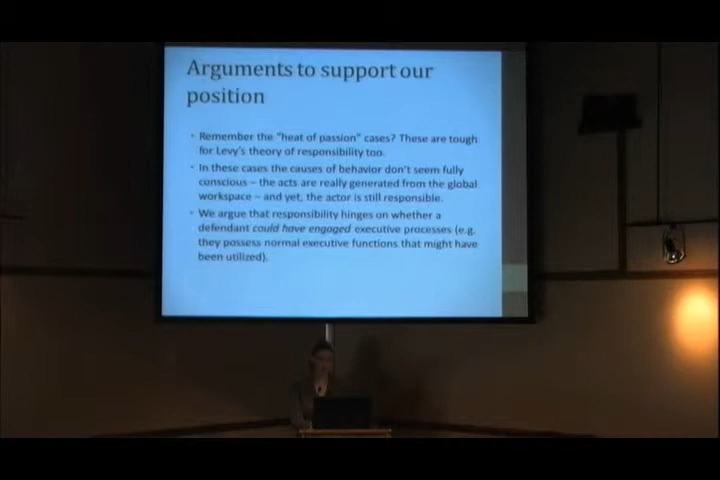 Arguments to support our
position
• Remember the "heat of passion" cases? These are tough
for Levy's theory of responsibility too.
• In these cases the causes of behavior don't seem fully
conscious – the acts are really generated from the global
workspace – and yet, the actor is still responsible.
• We argue that responsibility hinges on whether a
defendant could have engaged executive processes (e.g.
they possess normal executive functions that might have
been utilized).